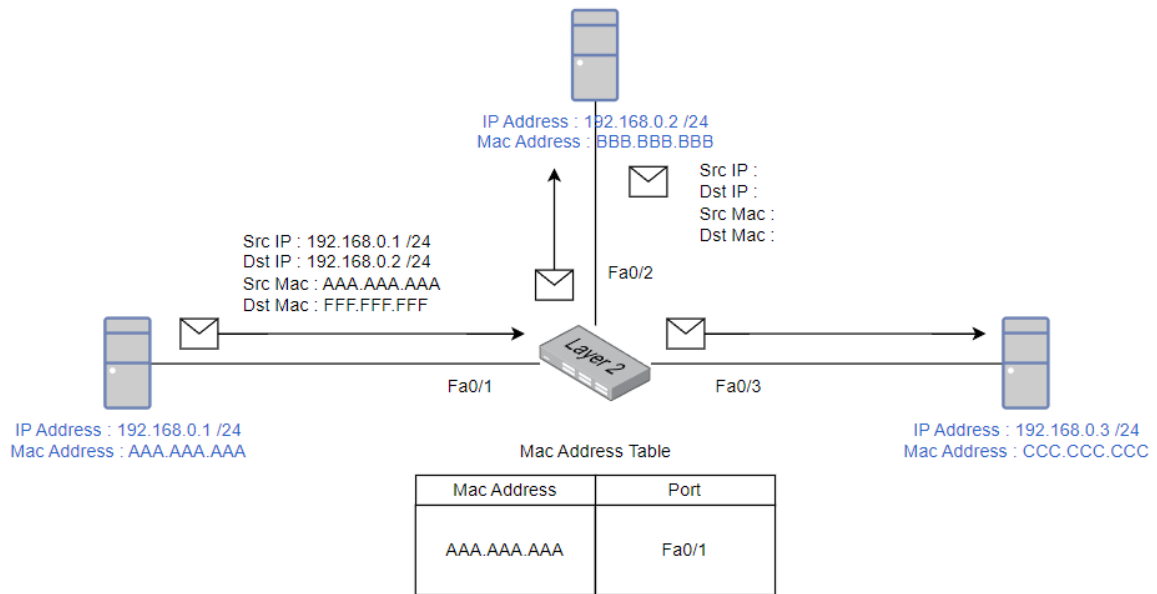 IP Address : 192.168.0.2 /24
Mac Address : BBB.BBB.BBB
Src IP :
Dst IP :
Src Mac :
Dst Mac :
Src IP : 192.168.0.1 /24
Dst IP : 192.168.0.2 /24
Src Mac : AAA.AAA.AAA
Dst Mac : FFF.FFF.FFF
Fa0/2
Layer 2
Fa0/1
Fa0/3
IP Address : 192.168.0.1 /24
Mac Address : AAA.AAA.AAA
IP Address : 192.168.0.3 /24
Mac Address : CCC.CCC.CCC
Mac Address Table
Mac Address Port
AAA.AAA.AAA Fa0/1